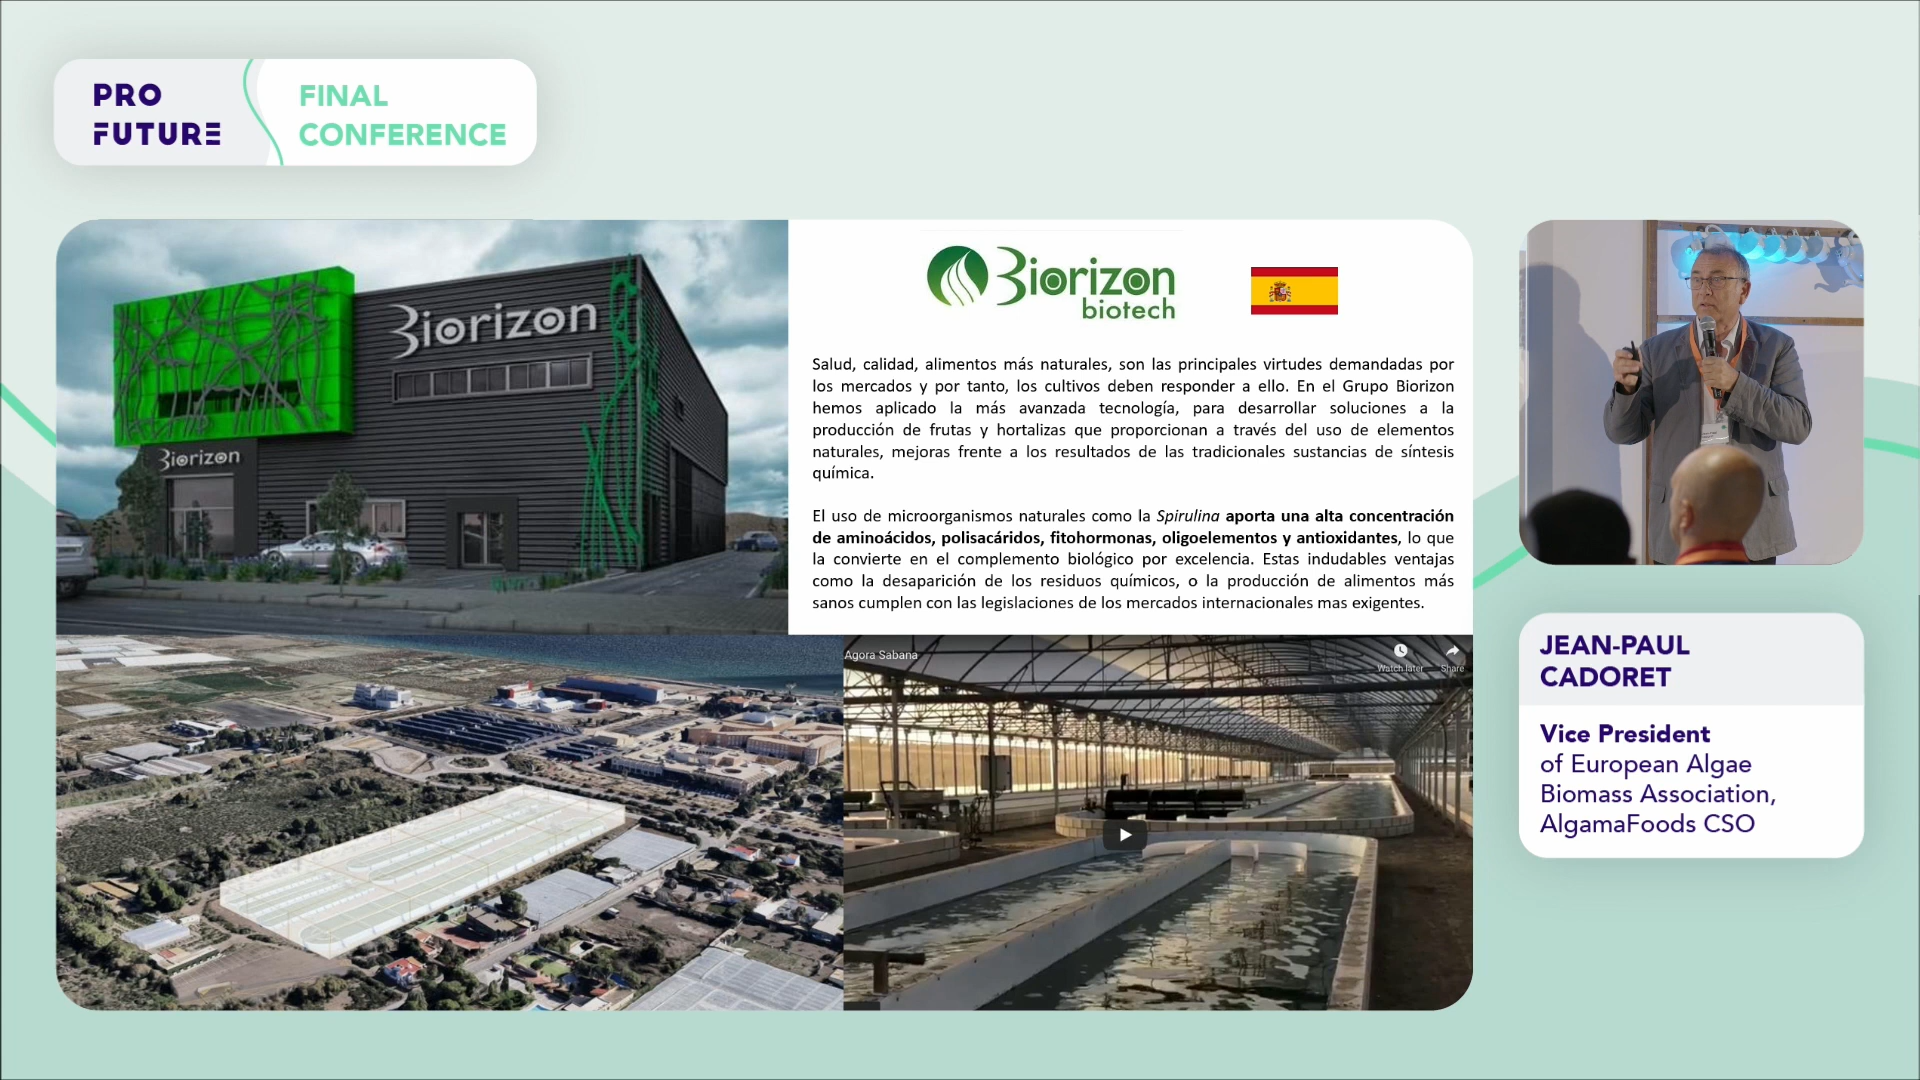 PRO
FUTURE
FINAL
CONFERENCE
Biorizon
Biorizon
Biorizon
biotech
Salud, calidad, alimentos más naturales, son las principales virtudes demandadas por
los mercados y por tanto, los cultivos deben responder a ello. En el Grupo Biorizon
hemos aplicado la más avanzada tecnología, para desarrollar soluciones a la
producción de frutas y hortalizas que proporcionan a través del uso de elementos
naturales, mejoras frente a los resultados de las tradicionales sustancias de síntesis
química.
El uso de microorganismos naturales como la Spirulina aporta una alta concentración
de aminoácidos, polisacáridos, fitohormonas, oligoelementos y antioxidantes, lo que
la convierte en el complemento biológico por excelencia. Estas indudables ventajas
como la desaparición de los residuos químicos, o la producción de alimentos más
sanos cumplen con las legislaciones de los mercados internacionales mas exigentes.
Agora Sabana
Watch later
Share
JEAN-PAUL
CADORET
Vice President
of European Algae
Biomass Association,
AlgamaFoods CSO